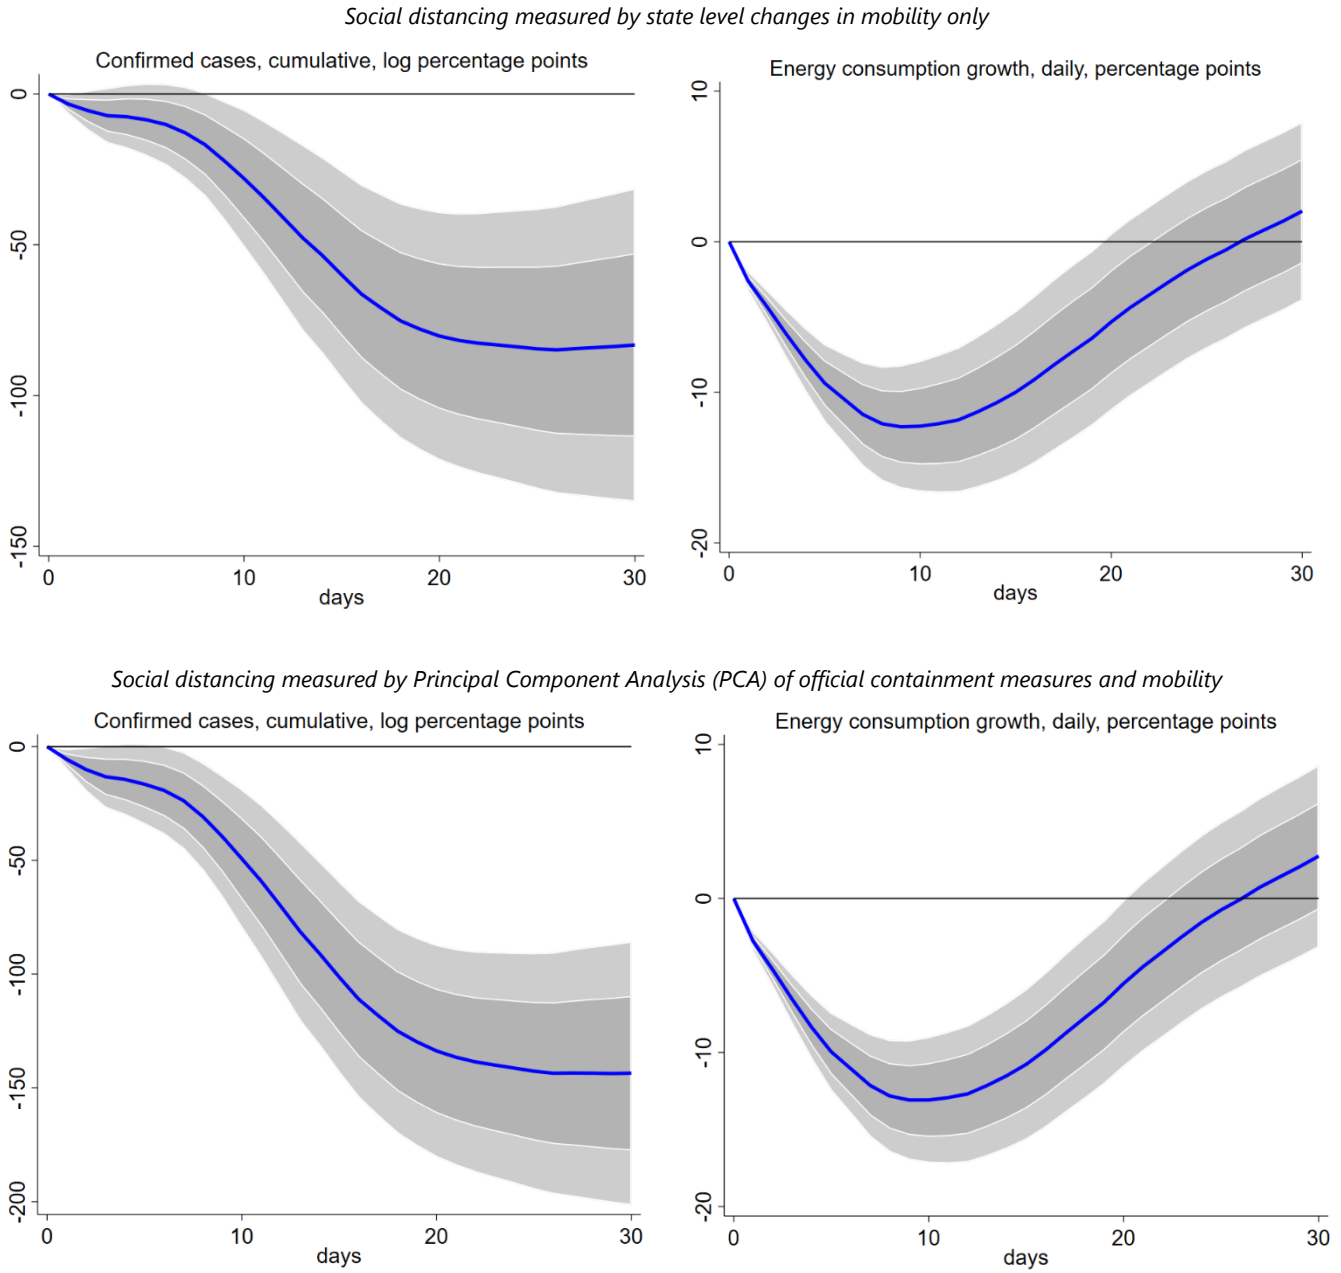 Social distancing measured by state level changes in mobility only
Confirmed cases, cumulative, log percentage points
0
-50
-100
-150
0 10 20 30
days
Energy consumption growth, daily, percentage points
10
0
-10
-20
0 10 20 30
days
Social distancing measured by Principal Component Analysis (PCA) of official containment measures and mobility
Confirmed cases, cumulative, log percentage points
0
-50
-100
-150
-200
0 10 20 30
days
Energy consumption growth, daily, percentage points
10
0
-10
-20
0 10 20 30
days